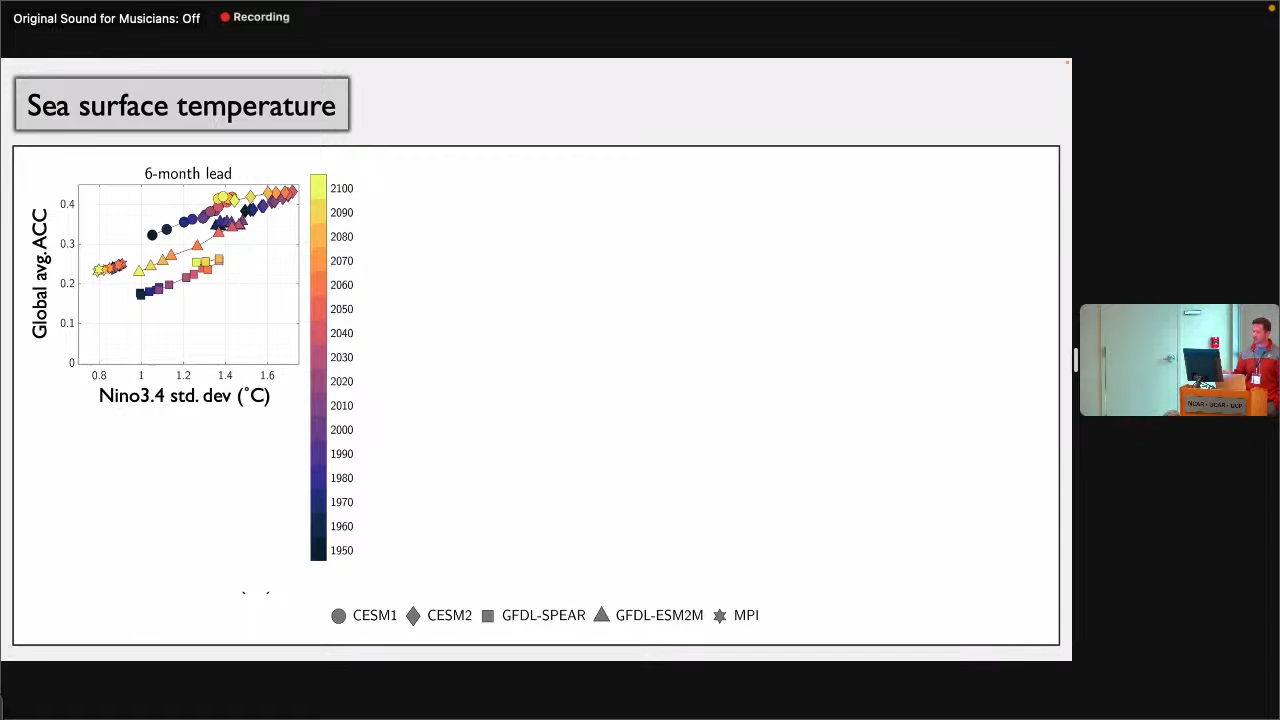 Original Sound for Musicians: Off
Recording
Sea surface temperature
6-month lead
Global avg.ACC
0.4
0.3
0.2
0.1
0
0.8 1 1.2 1.4 1.6
Nino3.4 std. dev (˚C)
2100
2090
2080
2070
2060
2050
2040
2030
2020
2010
2000
1990
1980
1970
1960
1950
CESM1 CESM2 GFDL-SPEAR GFDL-ESM2M MPI
NCAR • UCAR • UCP